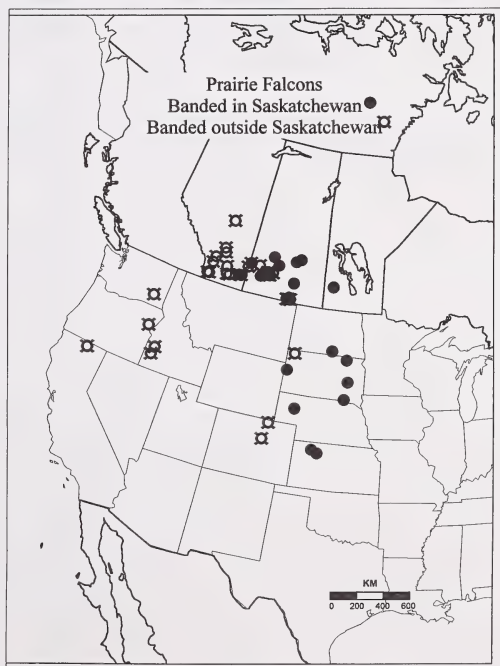 Prairie Falcons
Banded in Saskatchewan
Banded outside Saskatchewan
KM
0 200 400 600